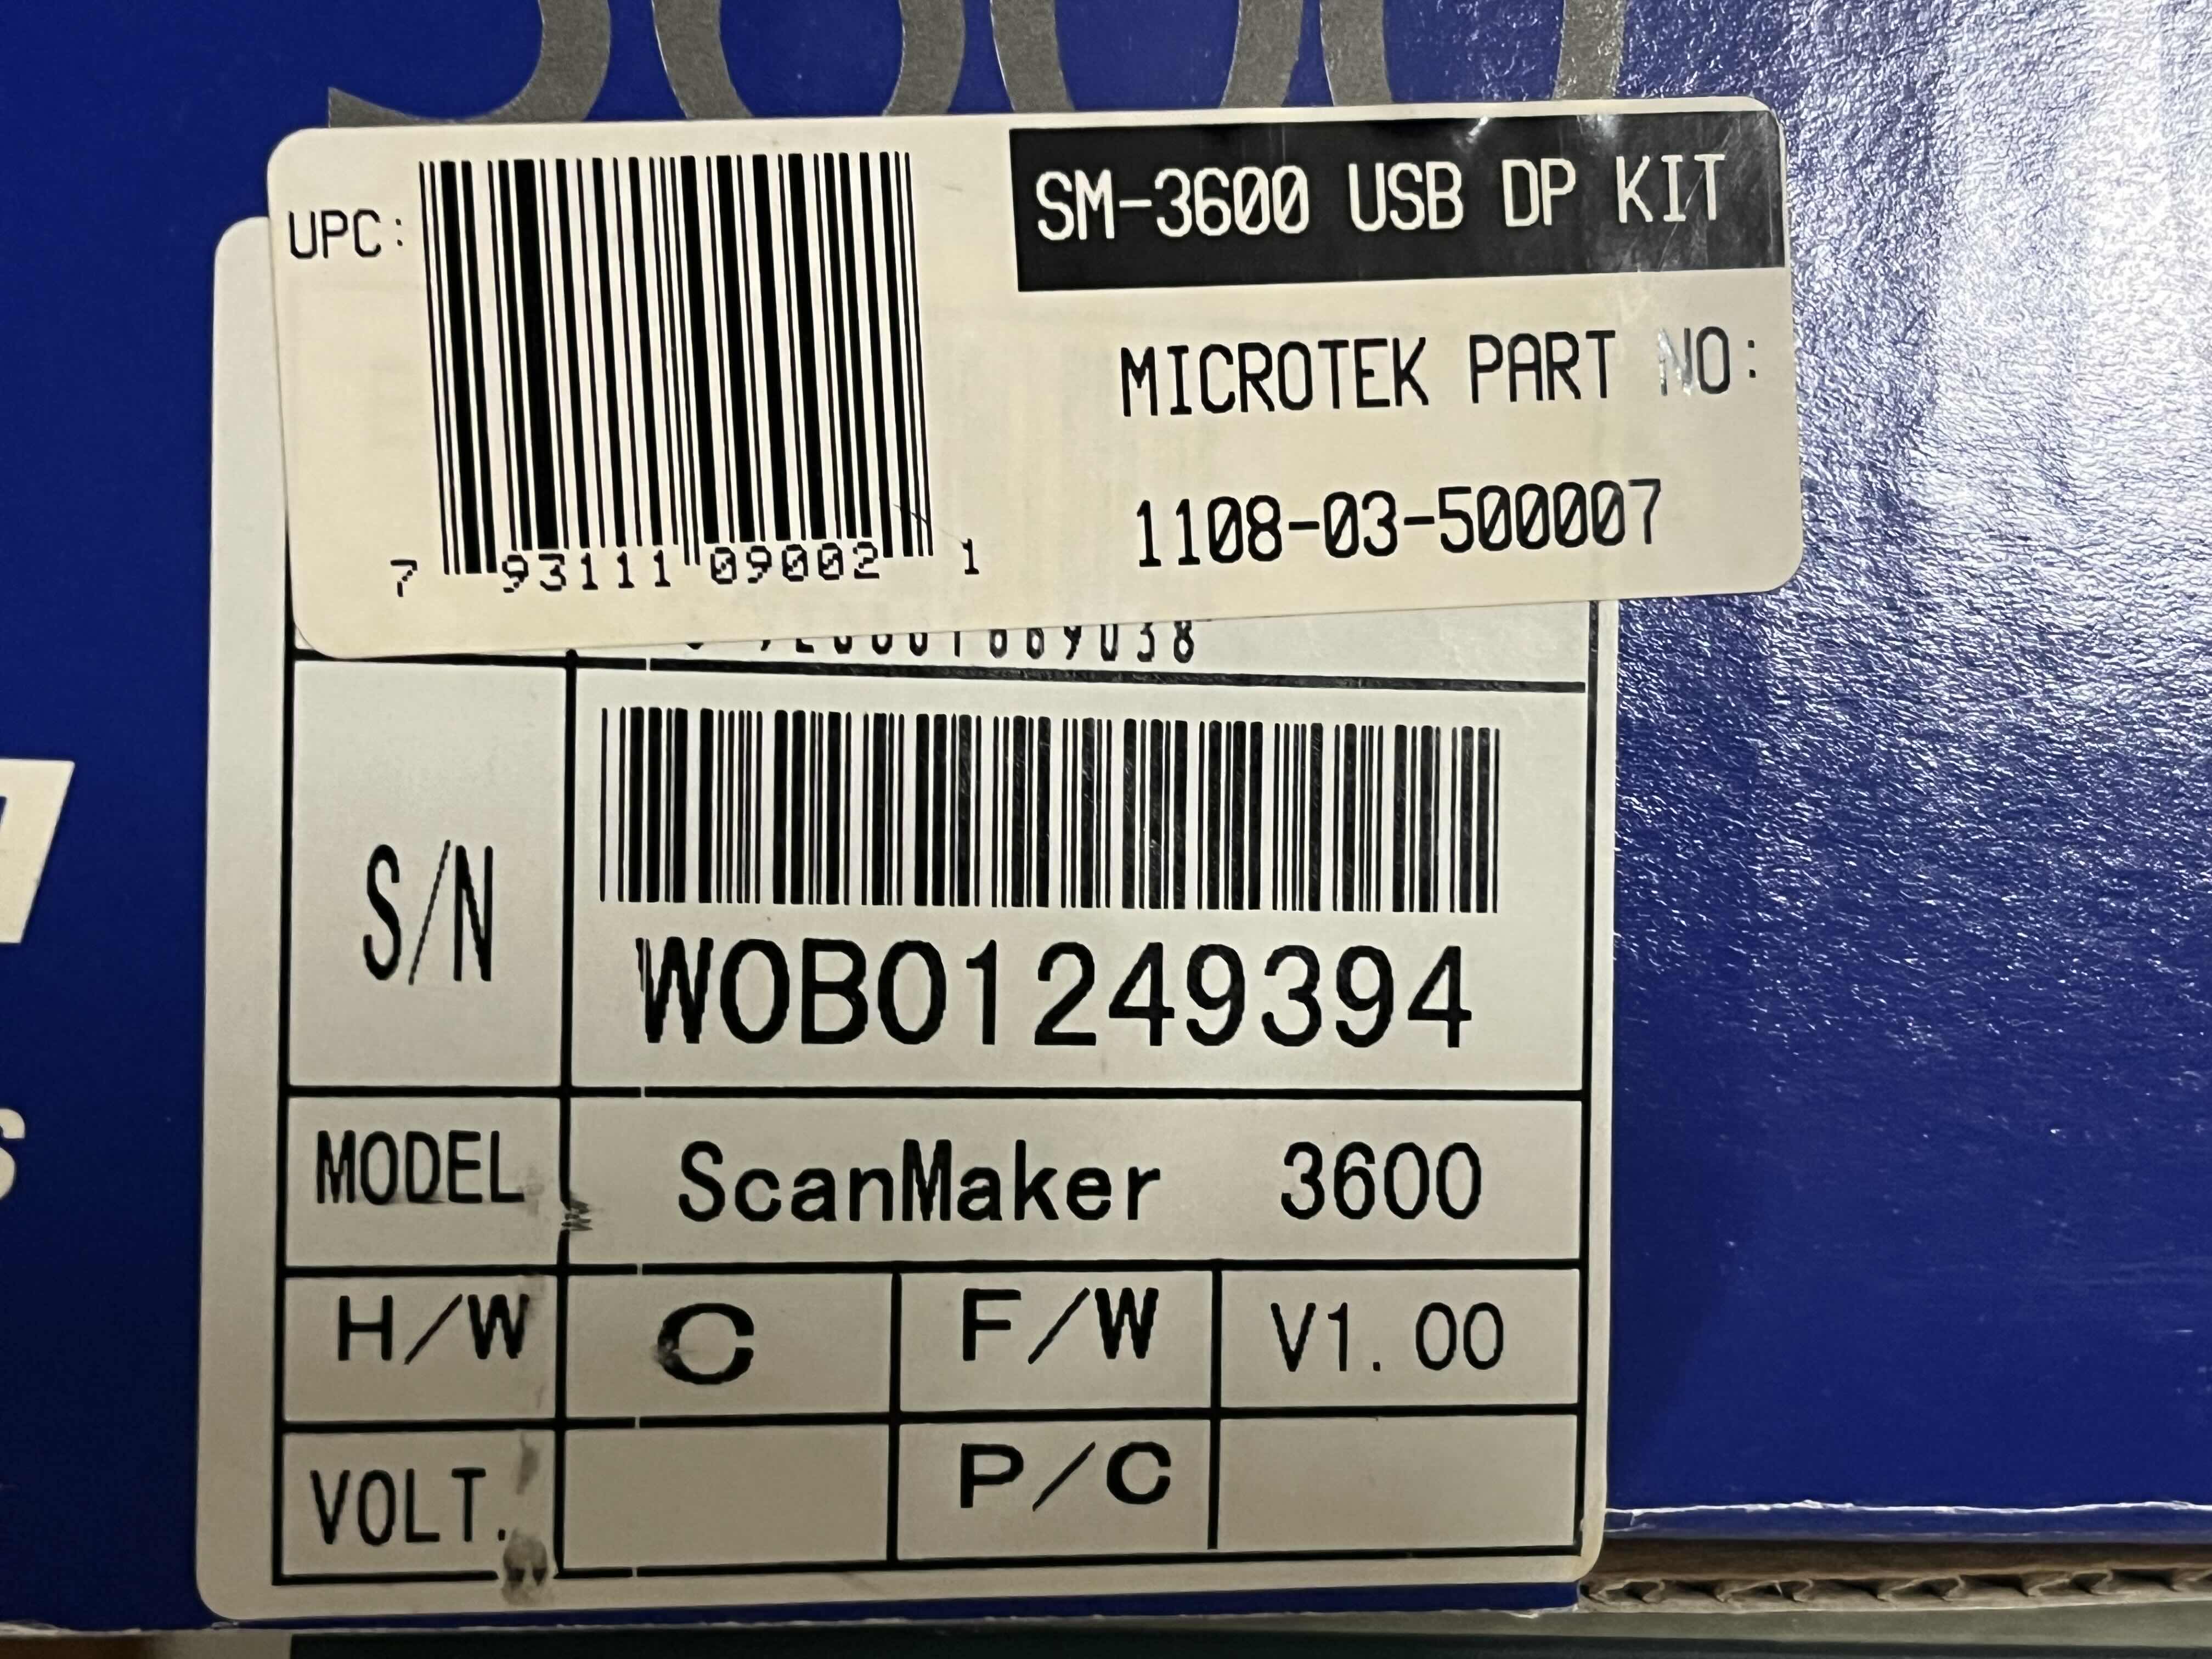 3600
SM-3600 USB DP KIT
UPC:
MICROTEK PART NO:
1108-03-500007
7 93111 09002 1
S/N
W0B01249394
MODEL ScanMaker 3600
H/W C F/W V1.00
VOLT. P/C